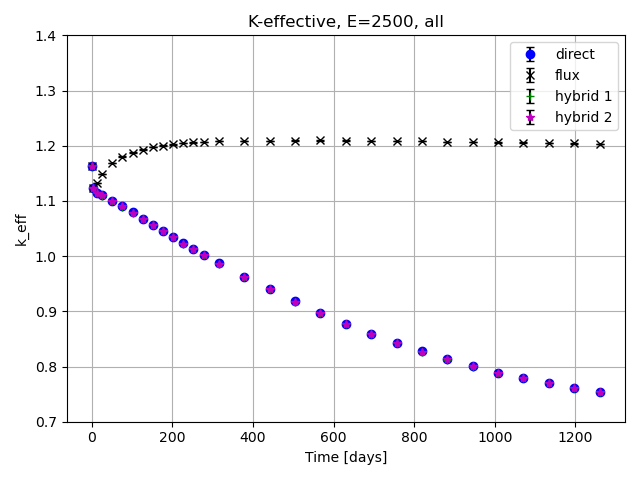 K-effective, E=2500, all
direct
flux
hybrid 1
hybrid 2
k_eff
1.4
1.3
1.2
1.1
1.0
0.9
0.8
0.7
0 200 400 600 800 1000 1200
Time [days]